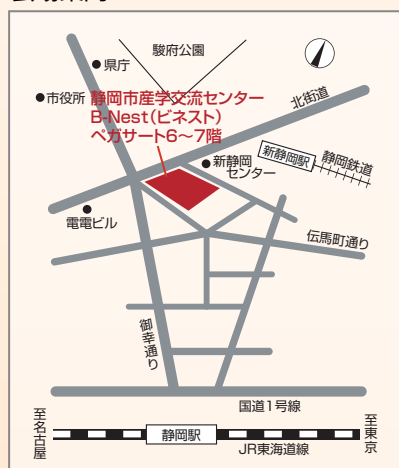 駿府公園
県庁
市役所
静岡市産学交流センター
B-Nest(ビネスト)
ペガサート6〜7階
北街道
新静岡
センター
新静岡駅
静岡鉄道
電電ビル
伝馬町通り
御幸通り
国道1号線
至名古屋
静岡駅
至東京
JR東海道線